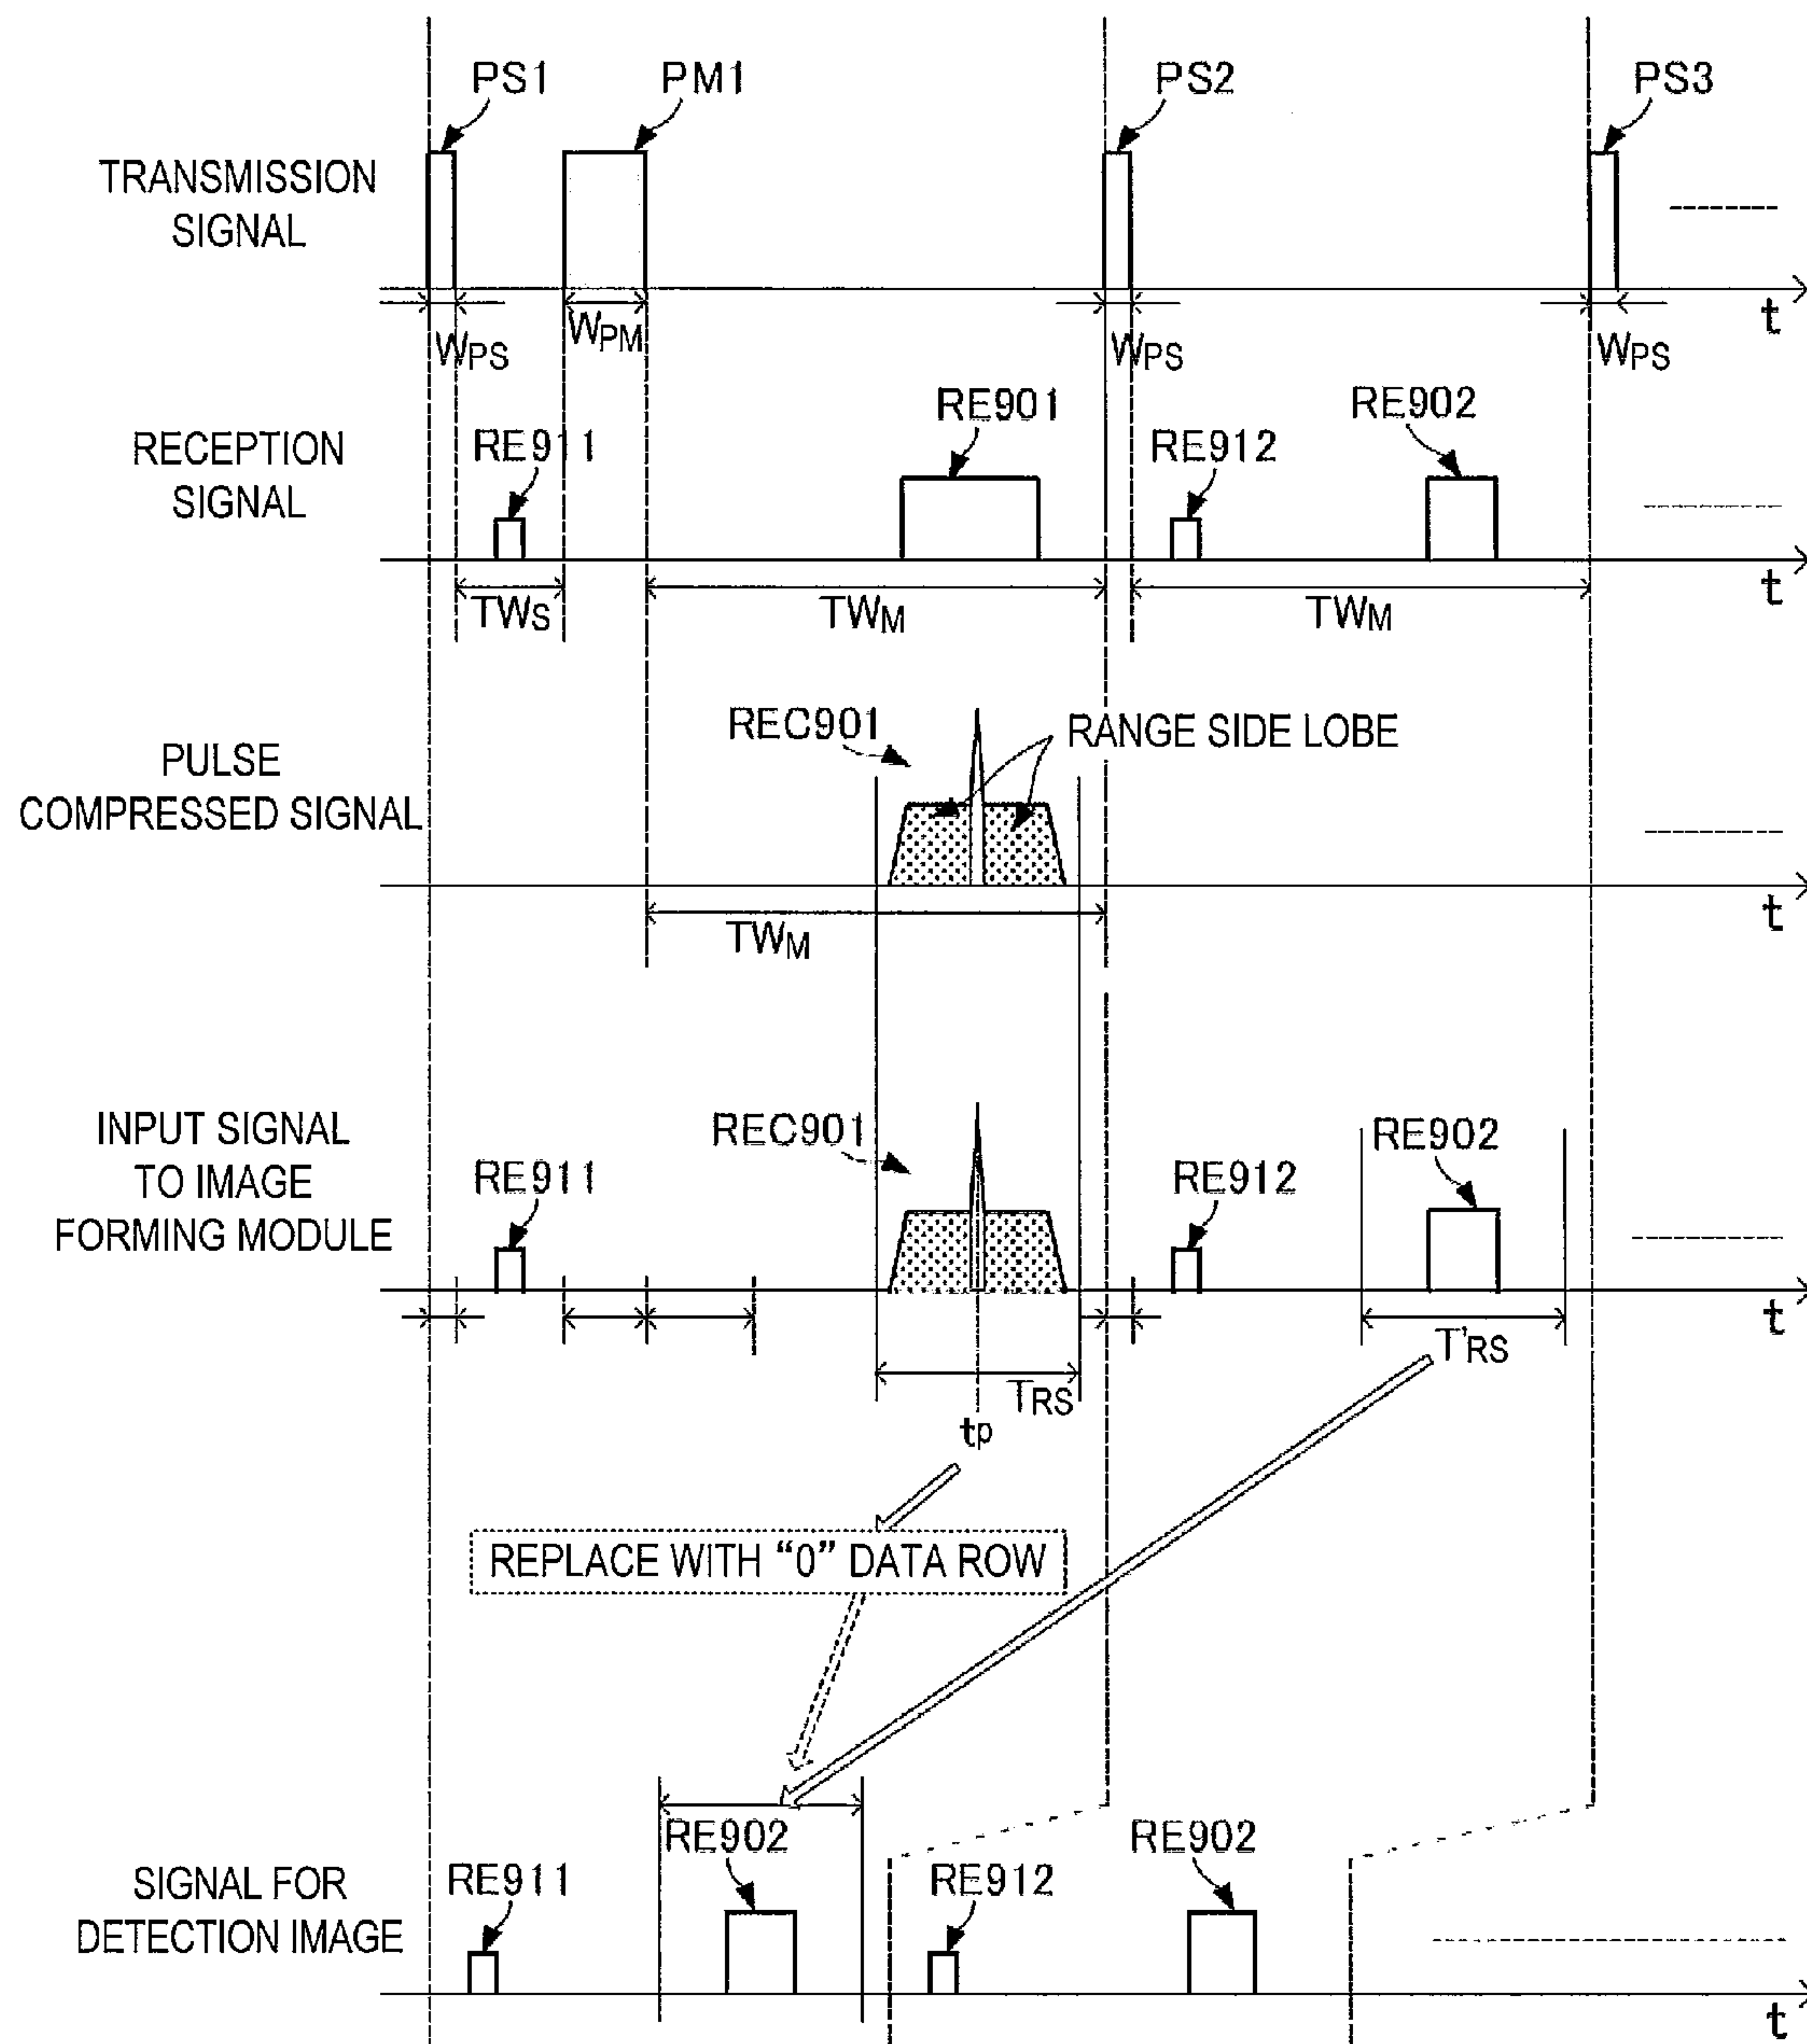 PS1
PM1
PS2
PS3
TRANSMISSION
SIGNAL
t
WPS
WPM
WPS
WPS
RECEPTION
SIGNAL
RE911
RE901
RE912
RE902
t
TWS
TWM
TWM
PULSE
COMPRESSED SIGNAL
REC901
RANGE SIDE LOBE
t
TWM
INPUT SIGNAL
TO IMAGE
FORMING MODULE
RE911
REC901
RE912
RE902
t
TRS
T'RS
tp
REPLACE WITH “0” DATA ROW
SIGNAL FOR
DETECTION IMAGE
RE911
RE902
RE912
RE902
t